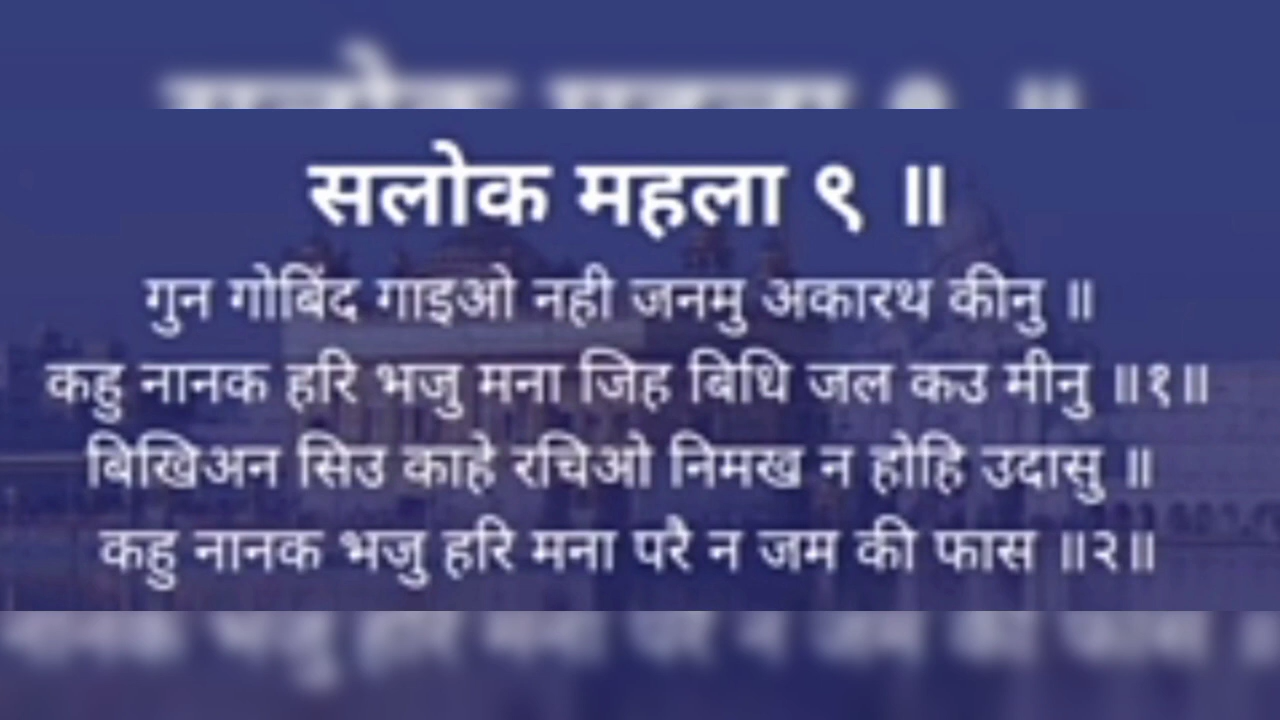 सलोक महला ९ ॥
गुन गोबिंद गाइओ नही जनमु अकारथ कीनु ॥
कहु नानक हरि भजु मना जिह बिधि जल कउ मीनु ॥१॥
बिखिअन सिउ काहे रचिओ निमख न होहि उदासु ॥
कहु नानक भजु हरि मना परै न जम की फास ॥२॥